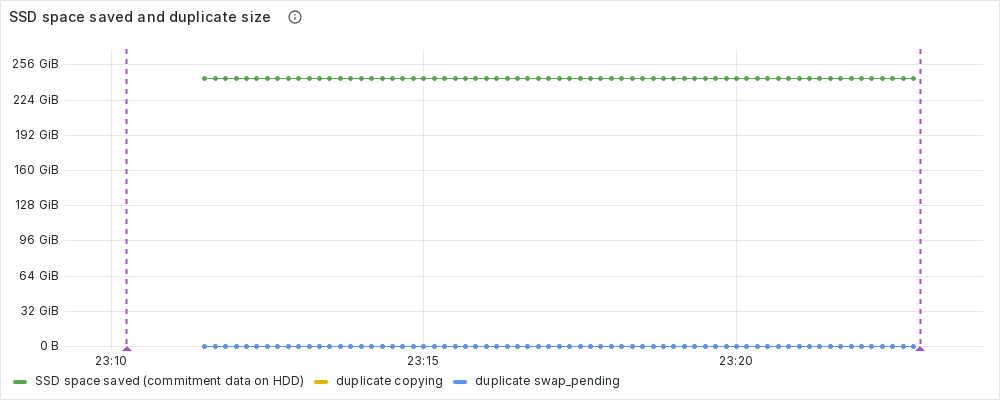 SSD space saved and duplicate size
256 GiB
224 GiB
192 GiB
160 GiB
128 GiB
96 GiB
64 GiB
32 GiB
0 B
23:10 23:15 23:20
SSD space saved (commitment data on HDD) duplicate copying duplicate swap_pending